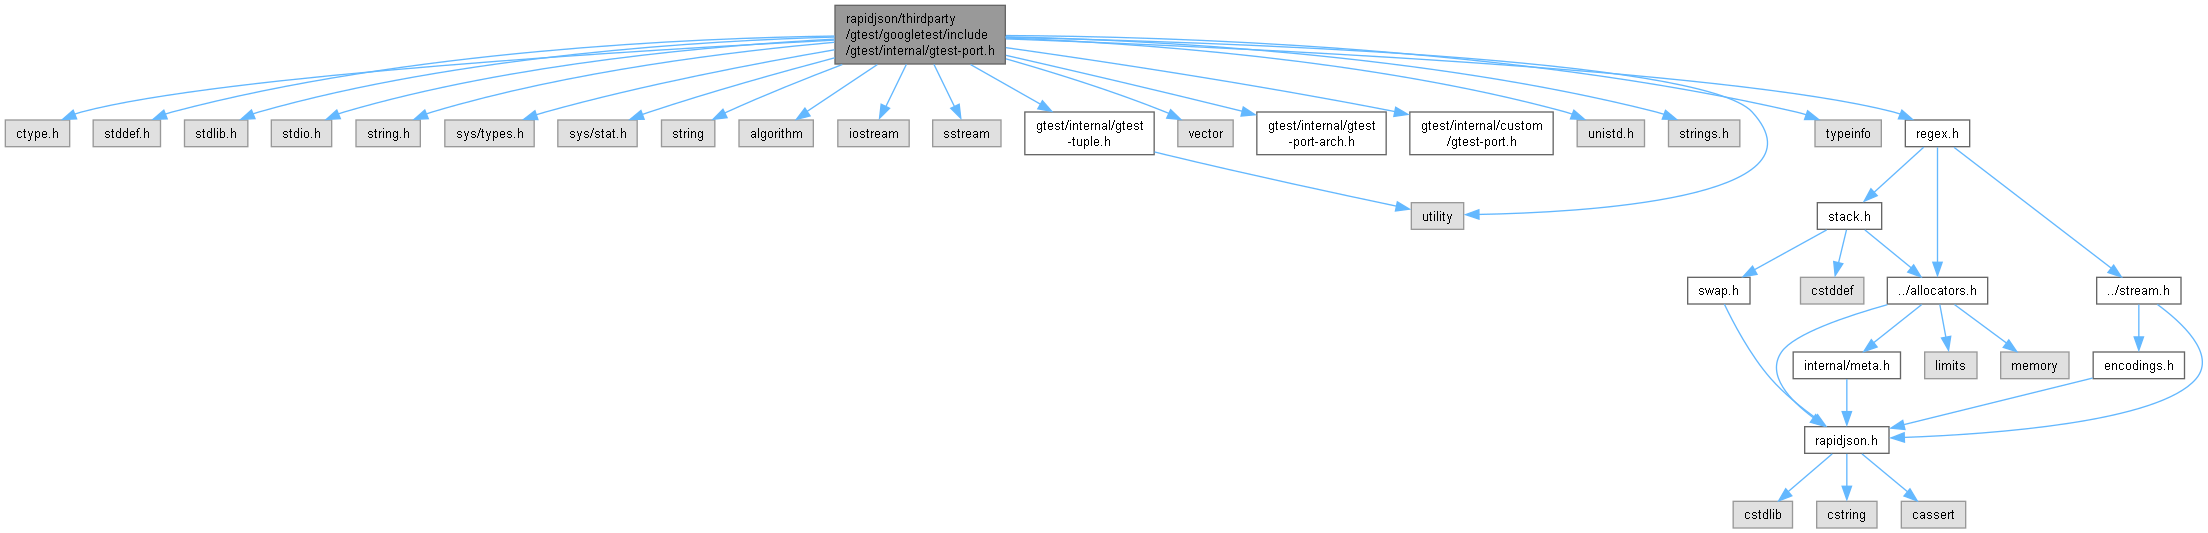 rapidjson/thirdparty
/gtest/googletest/include
/gtest/internal/gtest-port.h
ctype.h
stddef.h
stdlib.h
stdio.h
string.h
sys/types.h
sys/stat.h
string
algorithm
iostream
sstream
gtest/internal/gtest
-tuple.h
vector
gtest/internal/gtest
-port-arch.h
gtest/internal/custom
/gtest-port.h
unistd.h
strings.h
typeinfo
regex.h
utility
stack.h
swap.h
cstddef
../allocators.h
../stream.h
internal/meta.h
limits
memory
encodings.h
rapidjson.h
cstdlib
cstring
cassert